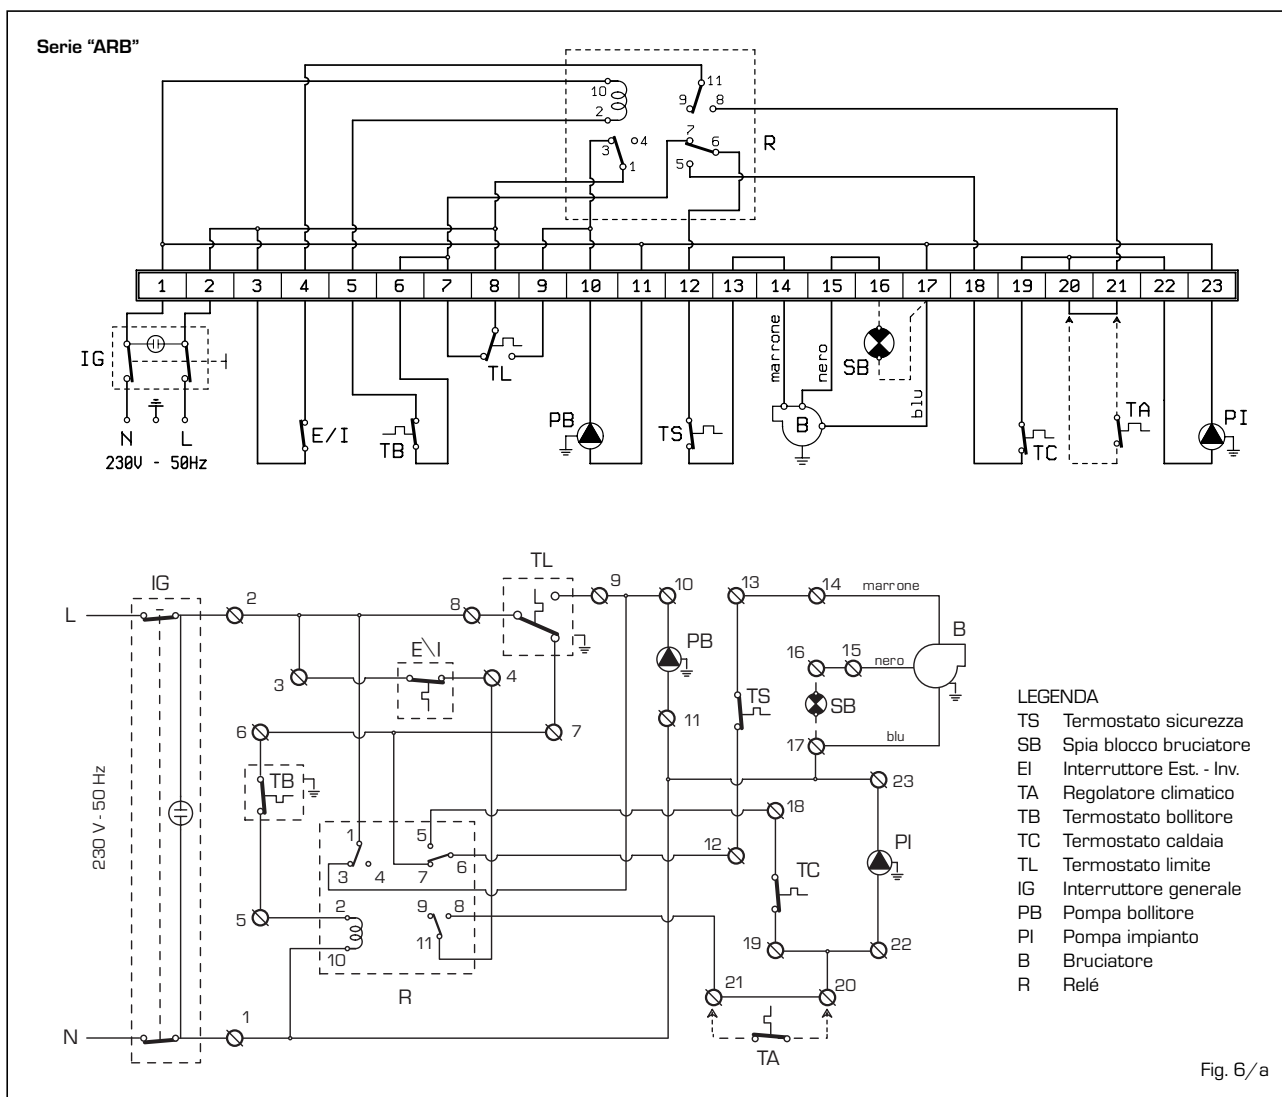 Serie “ARB”
11
10
9
8
2
7
3
4
6
R
5
1
1 2 3 4 5 6 7 8 9 10 11 12 13 14 15 16 17 18 19 20 21 22 23
IG
TL
marrone
nero
SB
blu
N
L
E/I
TB
PB
TS
B
TC
TA
PI
230V - 50Hz
IG
TL
L
2
8
9
10
13
14
marrone
E\I
PB
B
16
15
nero
3
4
TS
SB
6
7
11
17
blu
TB
23
230 V - 50 Hz
18
1
5
12
PI
3
4
7
6
TC
5
2
9
8
11
10
19
22
R
21
20
N
1
TA
LEGENDA
TS Termostato sicurezza
SB Spia blocco bruciatore
EI Interruttore Est. - Inv.
TA Regolatore climatico
TB Termostato bollitore
TC Termostato caldaia
TL Termostato limite
IG Interruttore generale
PB Pompa bollitore
PI Pompa impianto
B Bruciatore
R Relé
Fig. 6/a